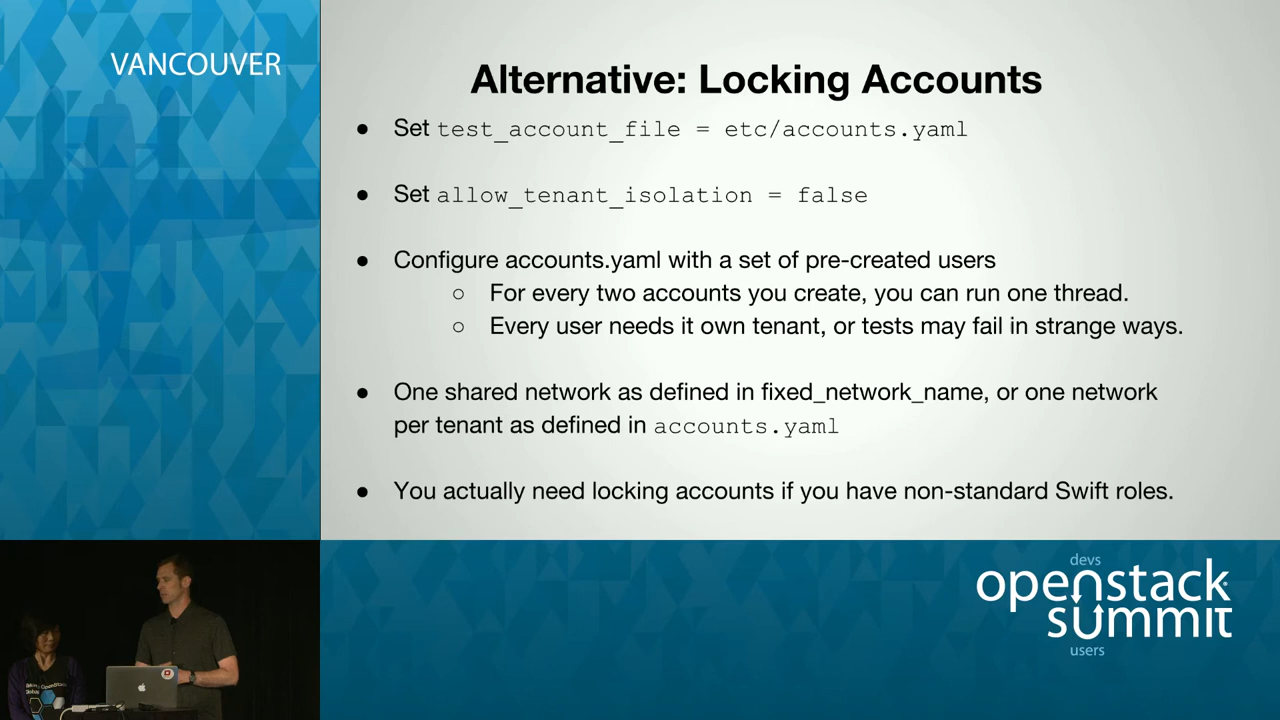 VANCOUVER
Alternative: Locking Accounts
● Set test_account_file = etc/accounts.yaml
● Set allow_tenant_isolation = false
● Configure accounts.yaml with a set of pre-created users
○ For every two accounts you create, you can run one thread.
○ Every user needs it own tenant, or tests may fail in strange ways.
● One shared network as defined in fixed_network_name, or one network
per tenant as defined in accounts.yaml
● You actually need locking accounts if you have non-standard Swift roles.
devs
openstack
summit
users